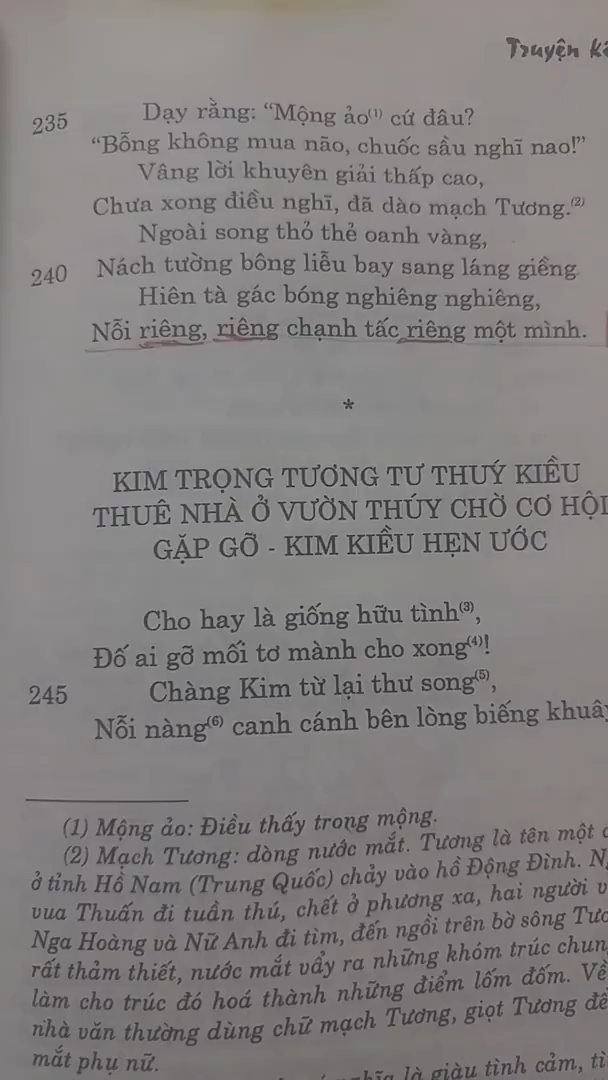 Truyện
235 Dạy rằng: “Mộng ảo⁽¹⁾ cứ đâu?
“Bỗng không mua não, chuốc sầu nghĩ nao!”
Vâng lời khuyên giải thấp cao,
Chưa xong điều nghĩ, đã dào mạch Tương.⁽²⁾
Ngoài song thỏ thẻ oanh vàng,
240 Nách tường bông liễu bay sang láng giềng
Hiên tà gác bóng nghiêng nghiêng,
Nỗi riêng, riêng chạnh tấc riêng một mình.
*
KIM TRỌNG TƯƠNG TƯ THUÝ KIỀU
THUÊ NHÀ Ở VƯỜN THÚY CHỜ CƠ HỘI
GẶP GỠ - KIM KIỀU HẸN ƯỚC
Cho hay là giống hữu tình⁽³⁾,
Đố ai gỡ mối tơ mành cho xong⁽⁴⁾!
245 Chàng Kim từ lại thư song⁽⁵⁾,
Nỗi nàng⁽⁶⁾ canh cánh bên lòng biếng khuây
(1) Mộng ảo: Điều thấy trong mộng.
(2) Mạch Tương: dòng nước mắt. Tương là tên một
ở tỉnh Hồ Nam (Trung Quốc) chảy vào hồ Động Đình.
vua Thuấn đi tuần thú, chết ở phương xa, hai người
Nga Hoàng và Nữ Anh đi tìm, đến ngồi trên bờ sông
rất thảm thiết, nước mắt vẩy ra những khóm trúc
làm cho trúc đó hoá thành những điểm lốm đốm. Về
nhà văn thường dùng chữ mạch Tương, giọt Tương
mắt phụ nữ.
là giàu tình cảm,